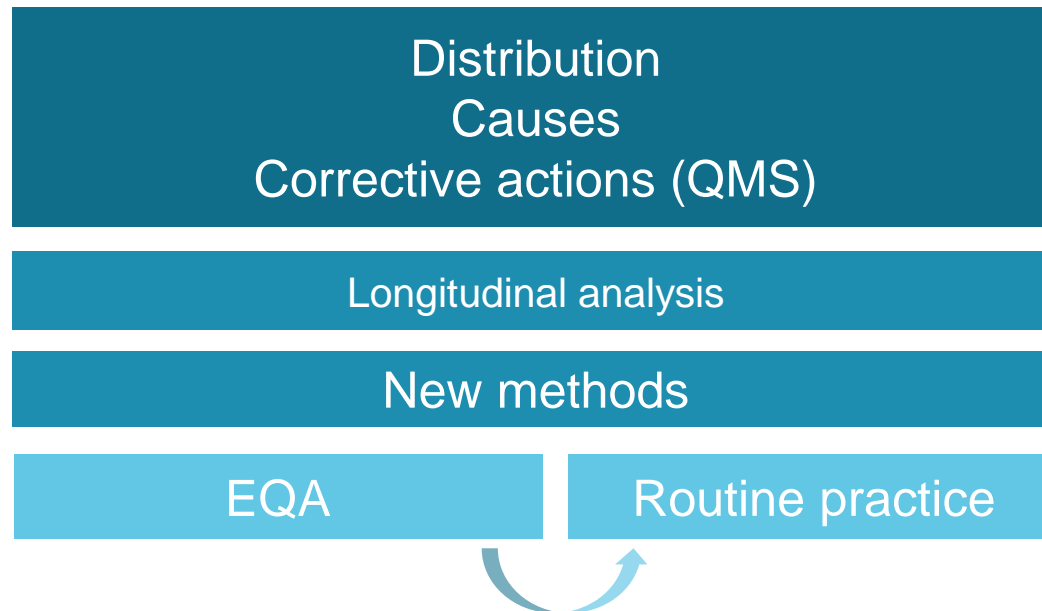 Distribution
Causes
Corrective actions (QMS)
Longitudinal analysis
New methods
EQA
Routine practice